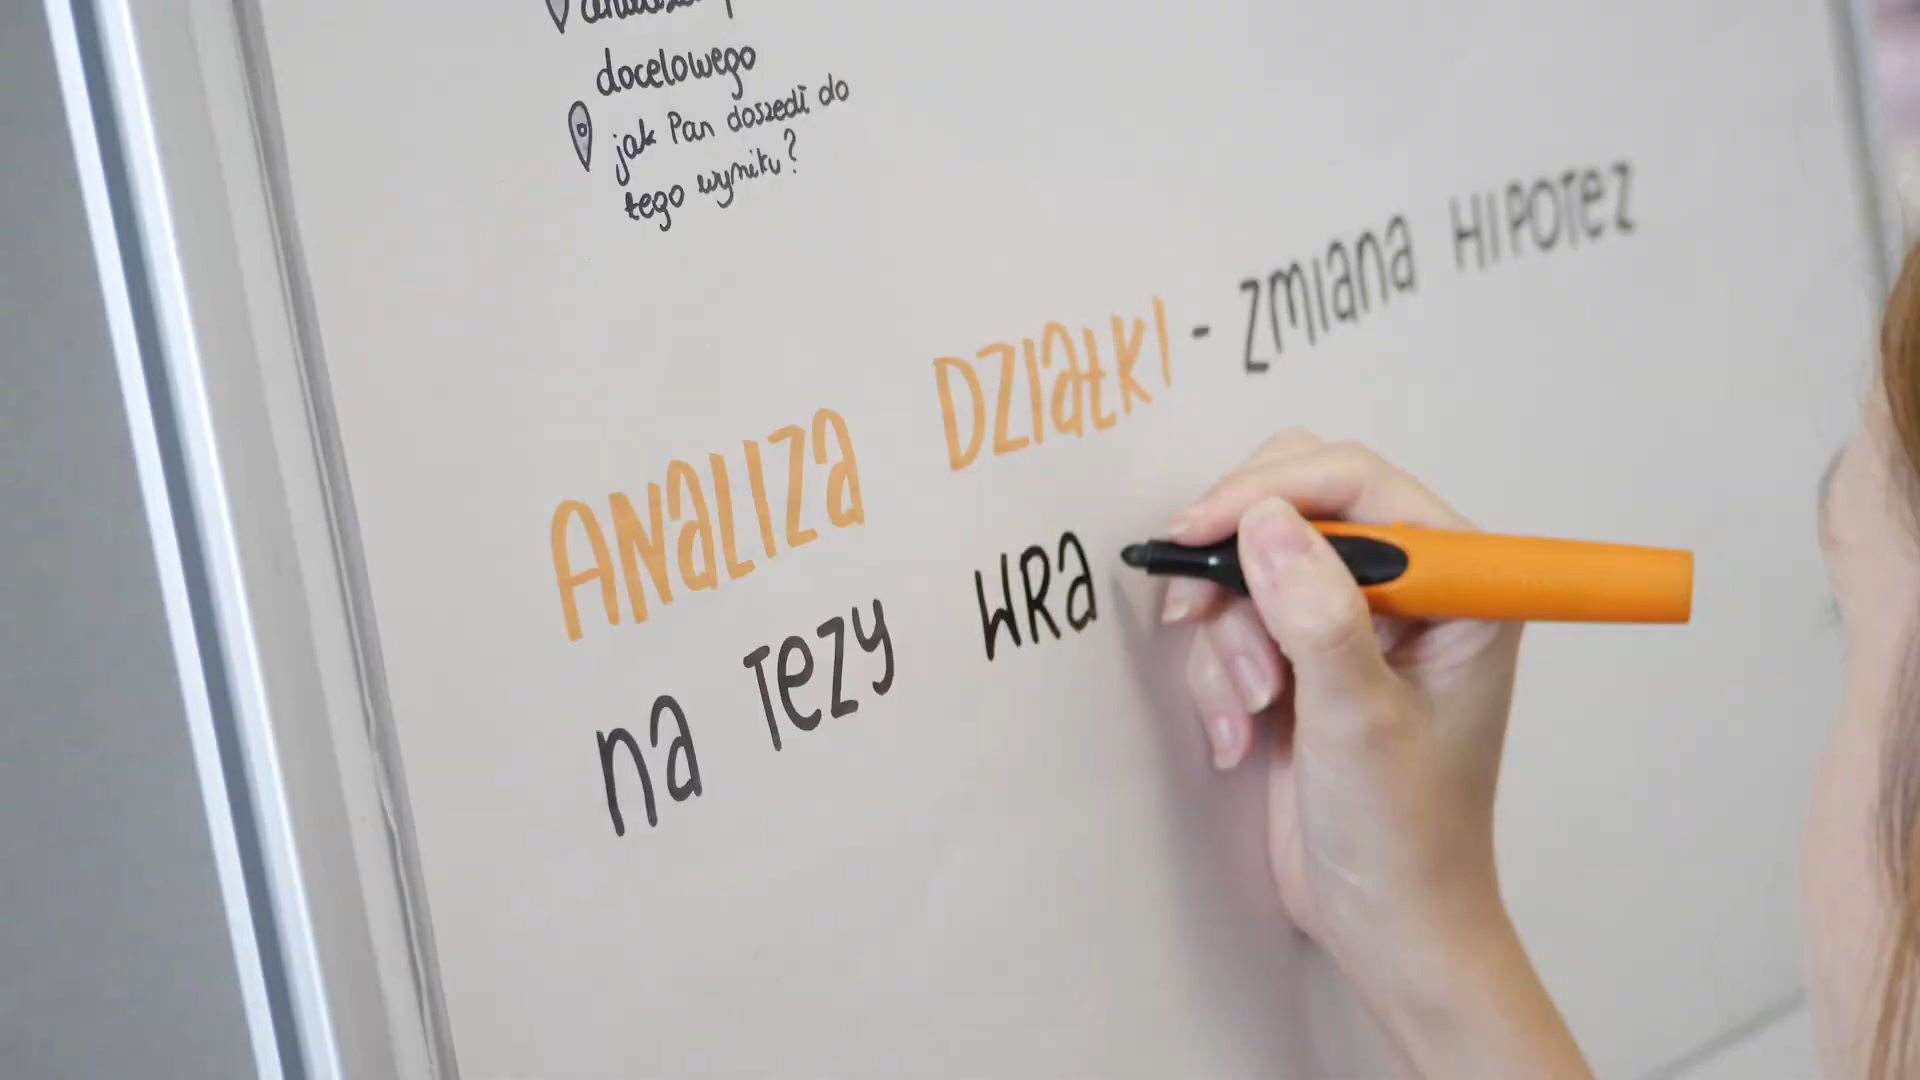 docelowego
jak Pan doszedł do
tego wyniku?
ANALIZA DZIAŁKI - ZMIANA HIPOTEZ
NA TEZY WRA